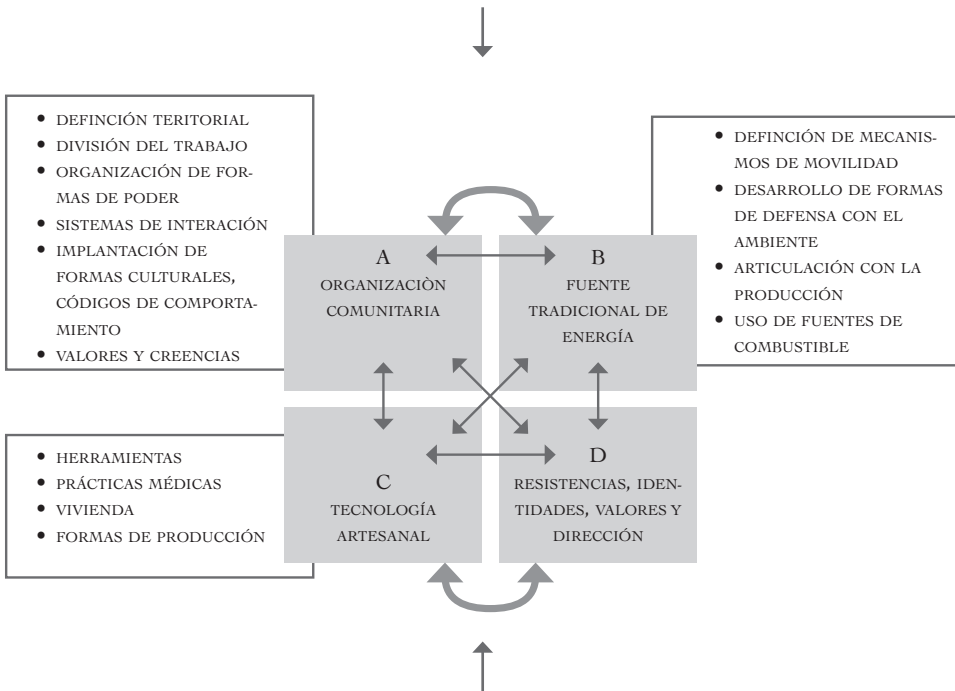 • DEFINCIÓN TERITORIAL
• DIVISIÓN DEL TRABAJO
• ORGANIZACIÓN DE FOR-
MAS DE PODER
• SISTEMAS DE INTERACIÓN
• IMPLANTACIÓN DE
FORMAS CULTURALES,
CÓDIGOS DE COMPORTA-
MIENTO
• VALORES Y CREENCIAS
• DEFINCIÓN DE MECANIS-
MOS DE MOVILIDAD
• DESARROLLO DE FORMAS
DE DEFENSA CON EL
AMBIENTE
• ARTICULACIÓN CON LA
PRODUCCIÓN
• USO DE FUENTES DE
COMBUSTIBLE
A
ORGANIZACIÒN
COMUNITARIA
B
FUENTE
TRADICIONAL DE
ENERGÍA
• HERRAMIENTAS
• PRÁCTICAS MÉDICAS
• VIVIENDA
• FORMAS DE PRODUCCIÓN
C
TECNOLOGÍA
ARTESANAL
D
RESISTENCIAS, IDEN-
TIDADES, VALORES Y
DIRECCIÓN